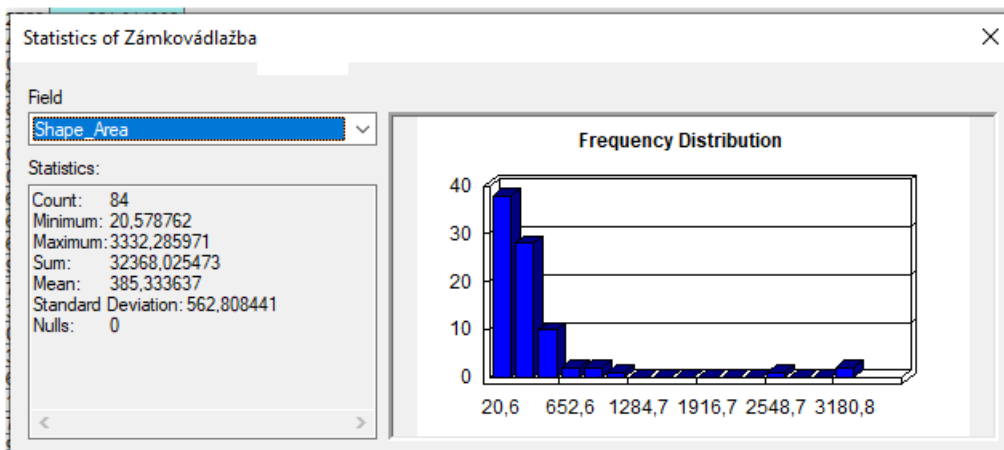 Statistics of Zámkovádlažba
Field
Shape_Area
Statistics:
Count: 84
Minimum: 20,578762
Maximum: 3332,285971
Sum: 32368,025473
Mean: 385,333637
Standard Deviation: 562,808441
Nulls: 0
Frequency Distribution
40
30
20
10
0
20,6 652,6 1284,7 1916,7 2548,7 3180,8